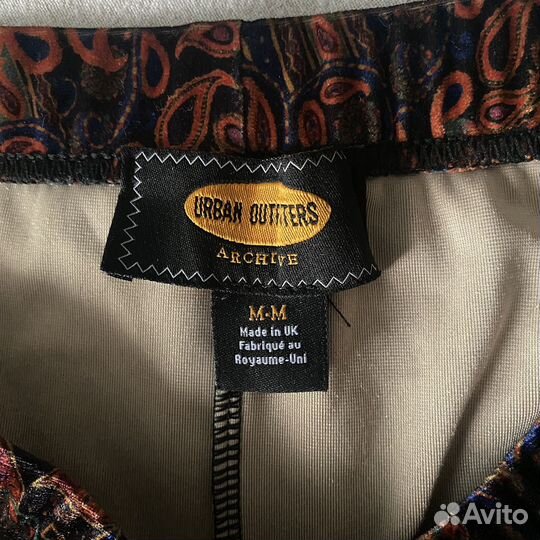 URBAN OUTFITTERS
ARCHIVE
M·M
Made in UK
Fabriqué au
Royaume-Uni
Avito